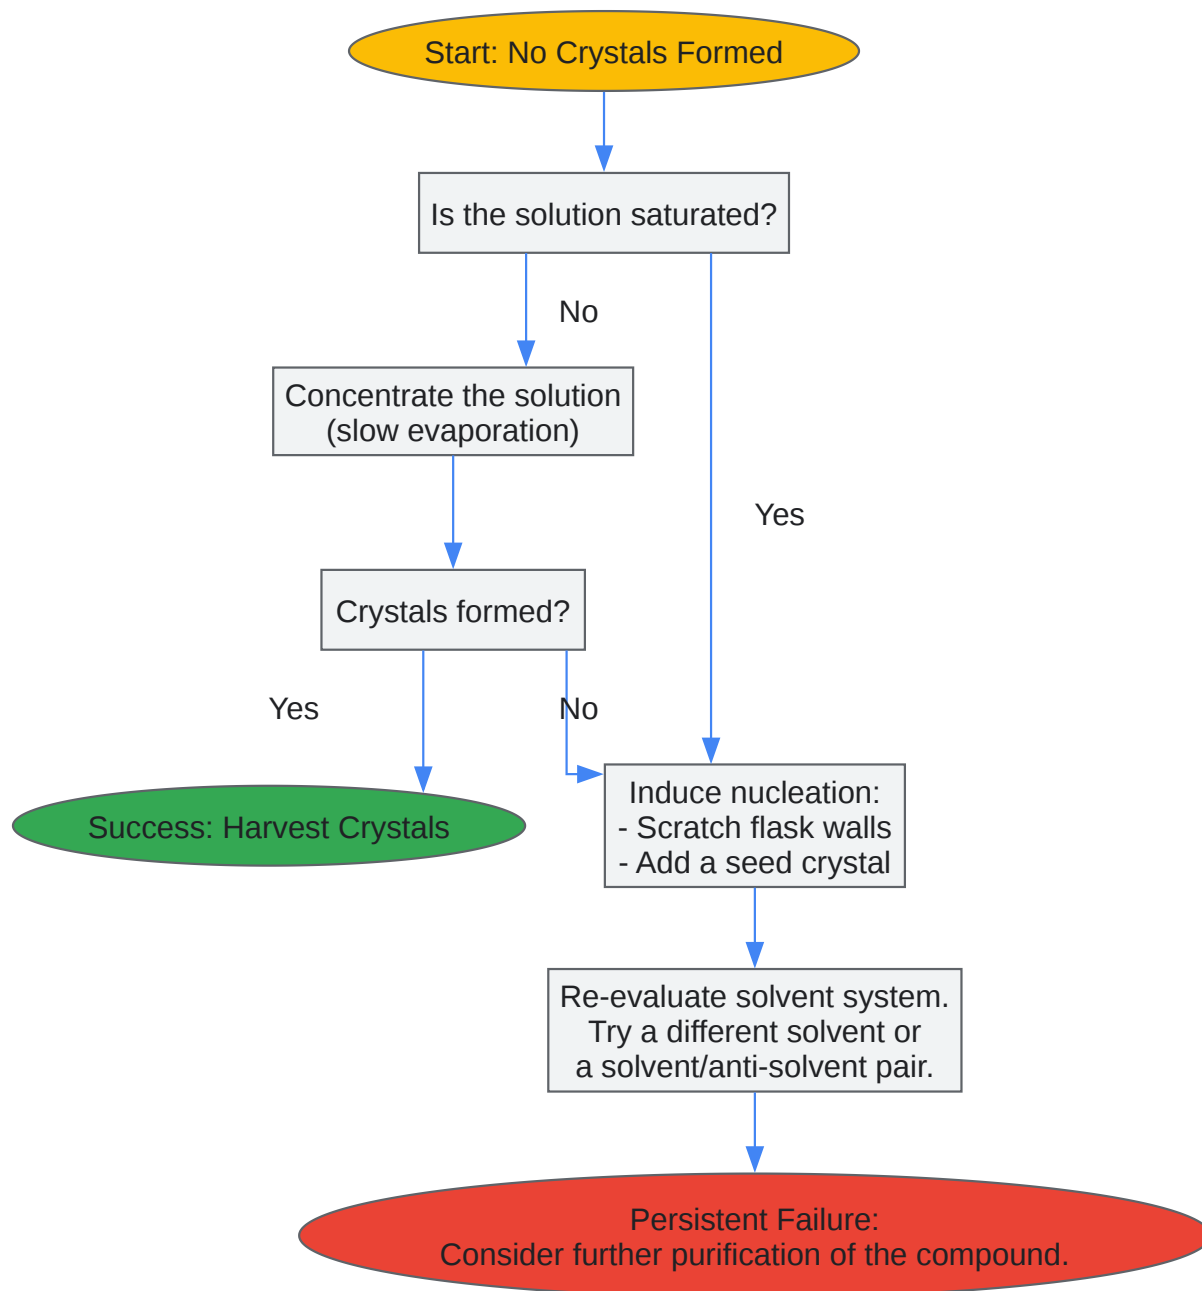 Start: No Crystals Formed
Is the solution saturated?
No
Concentrate the solution
(slow evaporation)
Yes
Crystals formed?
Yes
No
Induce nucleation:
- Scratch flask walls
- Add a seed crystal
Success: Harvest Crystals
Re-evaluate solvent system.
Try a different solvent or
a solvent/anti-solvent pair.
Persistent Failure:
Consider further purification of the compound.